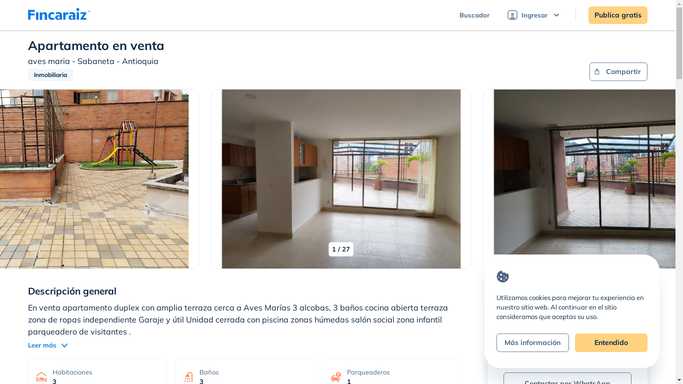 Fincaraiz
Buscador
Ingresar
Publica gratis
Apartamento en venta
aves maria - Sabaneta - Antioquia
Inmobiliaria
Compartir
1 / 27
Descripción general
En venta apartamento duplex con amplia terraza cerca a Aves Marías 3 alcobas, 3 baños cocina abierta terraza
zona de ropas independiente Garaje y útil Unidad cerrada con piscina zonas húmedas salón social zona infantil
parqueadero de visitantes .
Leer más
Habitaciones
3
Baños
3
Parqueaderos
1
Utilizamos cookies para mejorar tu experiencia en
nuestro sitio web. Al continuar en el sitio
consideramos que aceptas su uso.
Más información
Entendido
Contactar por WhatsApp